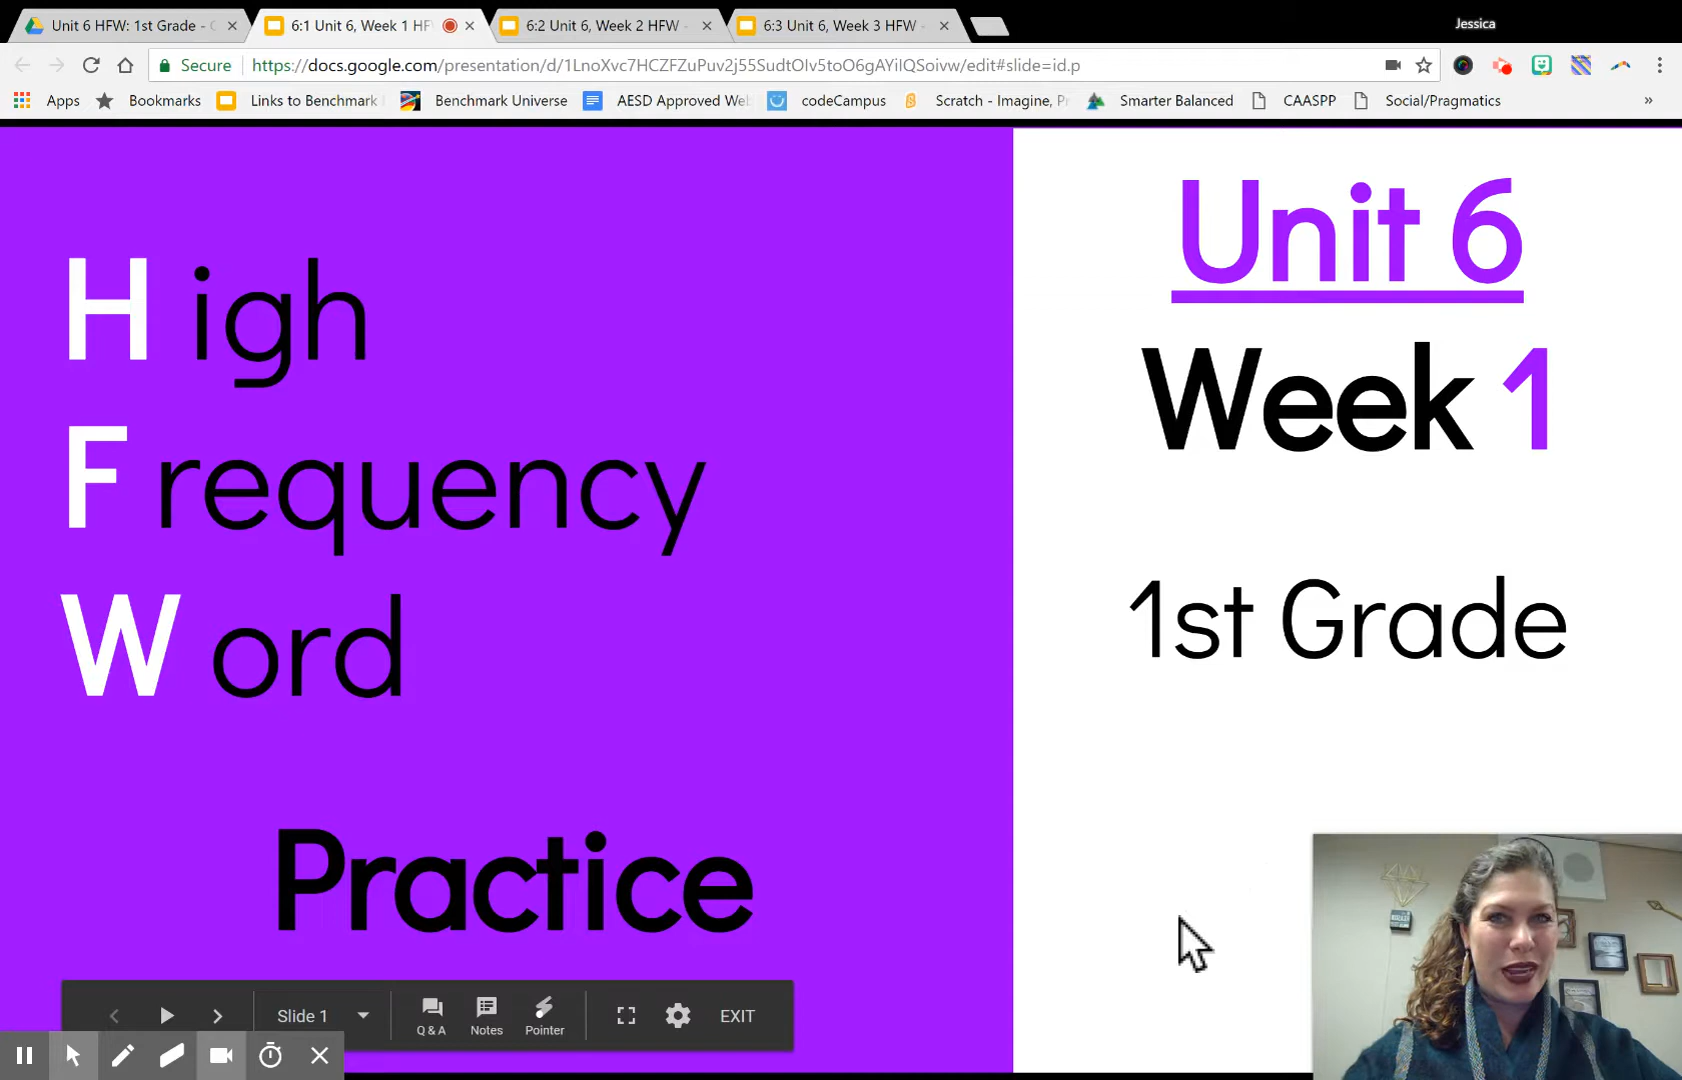 Jessica
Unit 6 HFW: 1st Grade -
6:1 Unit 6, Week 1 HF
6:2 Unit 6, Week 2 HFW -
6:3 Unit 6, Week 3 HFW -
Secure
https://docs.google.com/presentation/d/1LnoXvc7HCZFZuPuv2j55SudtOlv5toO6gAYilQSoivw/edit#slide=id.p
Apps Bookmarks Links to Benchmark Benchmark Universe AESD Approved We codeCampus Scratch - Imagine, Pr Smarter Balanced CAASPP Social/Pragmatics »
High
Frequency
Word
Practice
Unit 6
Week 1
1st Grade
Slide 1 Q & A Notes Pointer EXIT